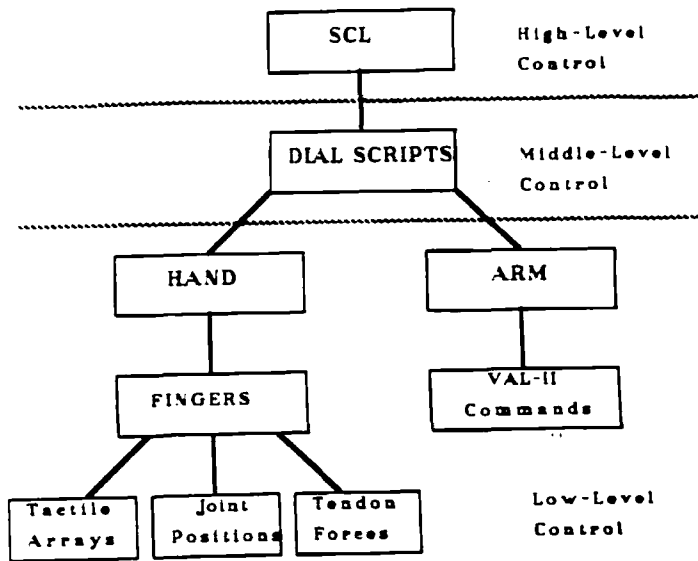 SCL
High-Level
Control
DIAL SCRIPTS
Middle-Level
Control
HAND
ARM
FINGERS
VAL-II
Commands
Tactile
Arrays
Joint
Positions
Tendon
Forces
Low-Level
Control